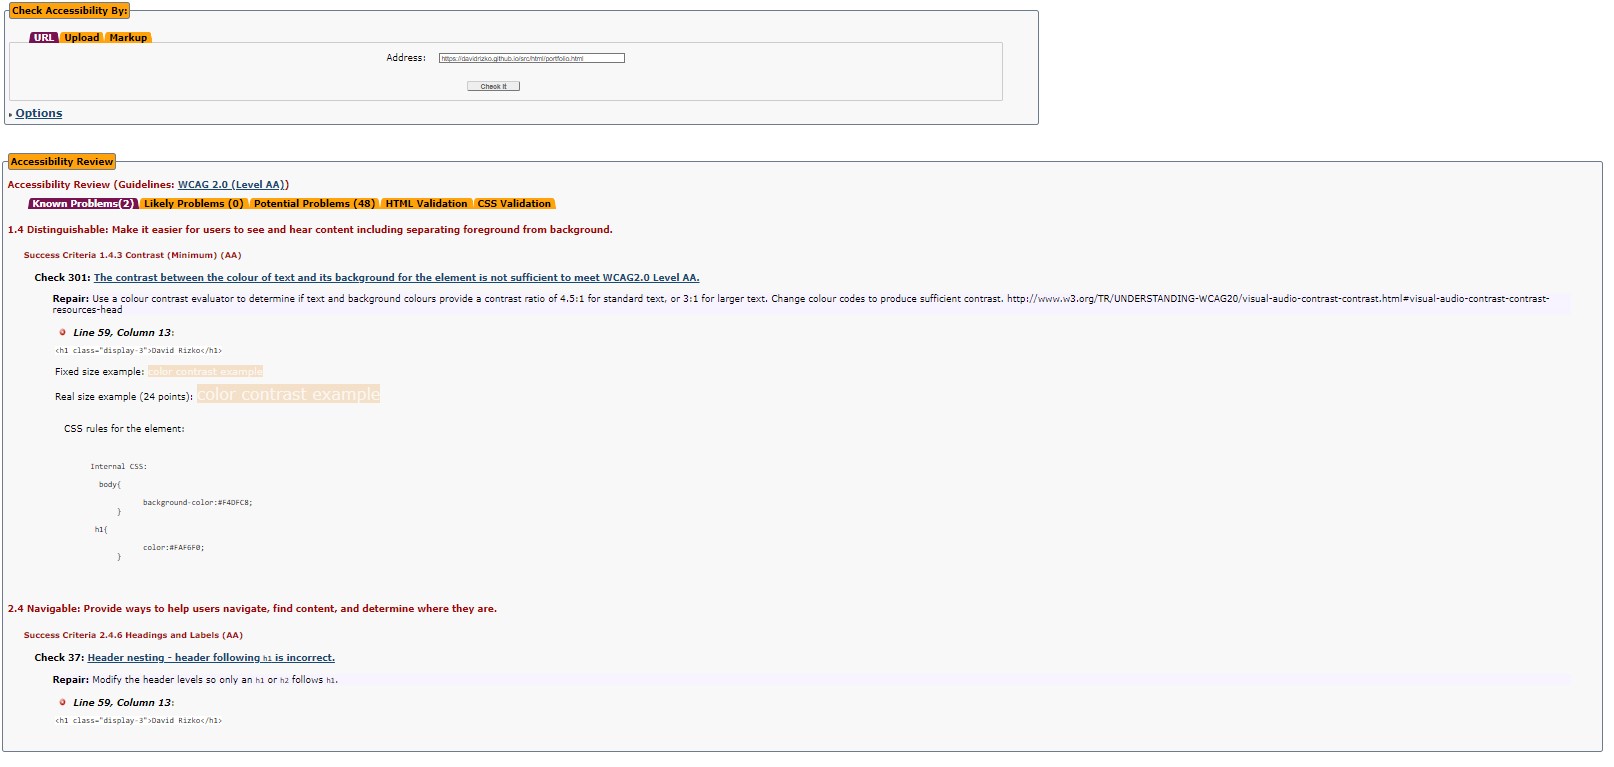 Check Accessibility By:
URL Upload Markup
Address: https://davidrizko.github.io/src/html/portfolio.html
Check It
Options
Accessibility Review
Accessibility Review (Guidelines: WCAG 2.0 (Level AA))
Known Problems(2) Likely Problems (0) Potential Problems (48) HTML Validation CSS Validation
1.4 Distinguishable: Make it easier for users to see and hear content including separating foreground from background.
Success Criteria 1.4.3 Contrast (Minimum) (AA)
Check 301: The contrast between the colour of text and its background for the element is not sufficient to meet WCAG2.0 Level AA.
Repair: Use a colour contrast evaluator to determine if text and background colours provide a contrast ratio of 4.5:1 for standard text, or 3:1 for larger text. Change colour codes to produce sufficient contrast. http://www.w3.org/TR/UNDERSTANDING-WCAG20/visual-audio-contrast-contrast.html#visual-audio-contrast-contrast-
resources-head
Line 59, Column 13:
<h1 class="display-3">David Rizko</h1>
Fixed size example: color contrast example
Real size example (24 points): color contrast example
CSS rules for the element:
Internal CSS:
body{
background-color:#F4DFC8;
}
h1{
color:#FAF6F0;
}
2.4 Navigable: Provide ways to help users navigate, find content, and determine where they are.
Success Criteria 2.4.6 Headings and Labels (AA)
Check 37: Header nesting - header following h1 is incorrect.
Repair: Modify the header levels so only an h1 or h2 follows h1.
Line 59, Column 13:
<h1 class="display-3">David Rizko</h1>